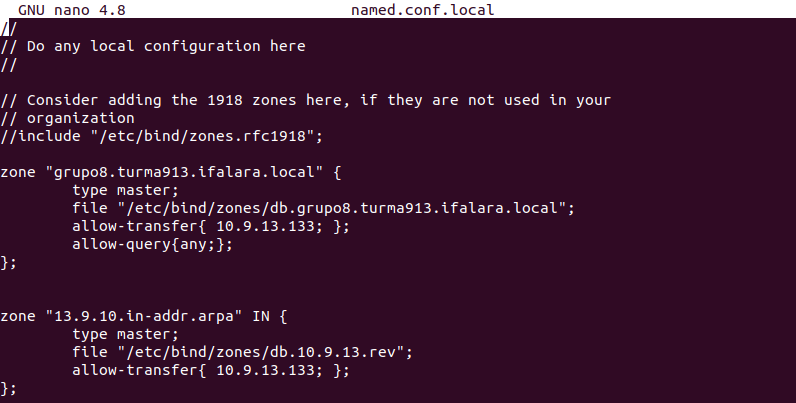 GNU nano 4.8 named.conf.local
//
// Do any local configuration here
//
// Consider adding the 1918 zones here, if they are not used in your
// organization
//include "/etc/bind/zones.rfc1918";
zone "grupo8.turma913.ifalara.local" {
        type master;
        file "/etc/bind/zones/db.grupo8.turma913.ifalara.local";
        allow-transfer{ 10.9.13.133; };
        allow-query{any;};
};
zone "13.9.10.in-addr.arpa" IN {
        type master;
        file "/etc/bind/zones/db.10.9.13.rev";
        allow-transfer{ 10.9.13.133; };
};